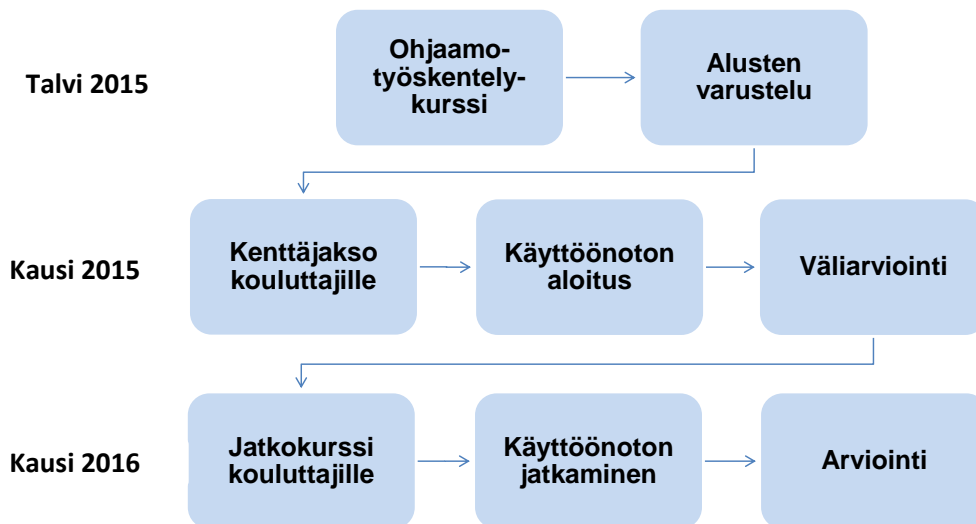 Talvi 2015
Ohjaamo-
työskentely-
kurssi
Alusten
varustelu
Kausi 2015
Kenttäjakso
kouluttajille
Käyttöönoton
aloitus
Väliarviointi
Kausi 2016
Jatkokurssi
kouluttajille
Käyttöönoton
jatkaminen
Arviointi